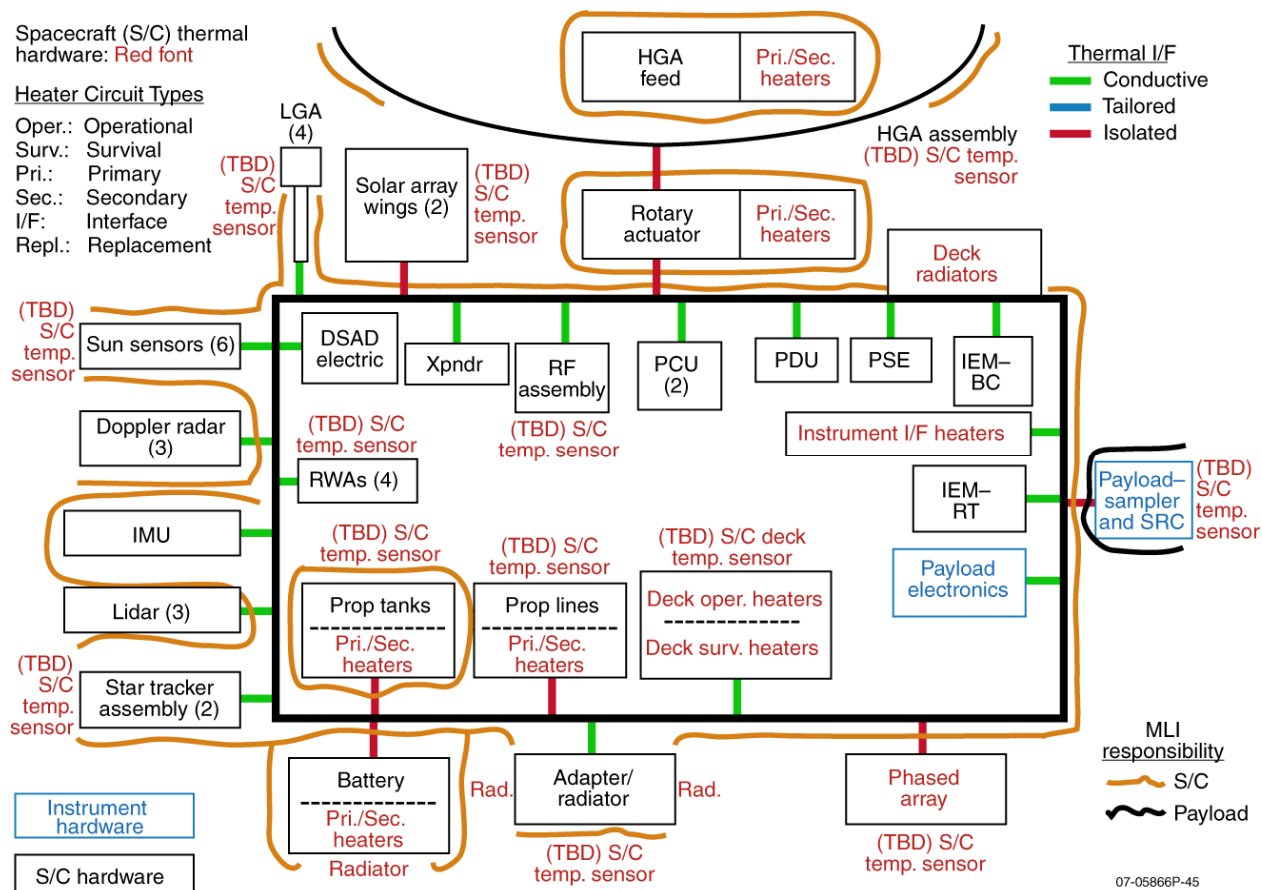 Spacecraft (S/C) thermal
hardware: Red font
Heater Circuit Types
Oper.: Operational
Surv.: Survival
Pri.: Primary
Sec.: Secondary
I/F: Interface
Repl.: Replacement
LGA
(4)
(TBD)
S/C
temp.
sensor
Solar array
wings (2)
(TBD)
S/C
temp.
sensor
HGA
feed
Pri./Sec.
heaters
HGA assembly
(TBD) S/C temp.
sensor
Thermal I/F
Conductive
Tailored
Isolated
Rotary
actuator
Pri./Sec.
heaters
Deck
radiators
(TBD)
S/C
temp.
sensor
Sun sensors (6)
DSAD
electric
Xpndr
RF
assembly
(TBD) S/C
temp. sensor
PCU
(2)
PDU
PSE
IEM–
BC
Doppler radar
(3)
(TBD) S/C
temp. sensor
RWAs (4)
Instrument I/F heaters
IEM–
RT
Payload–
sampler
and SRC
(TBD)
S/C
temp.
sensor
IMU
Lidar (3)
(TBD) S/C
temp. sensor
Prop tanks
Pri./Sec.
heaters
(TBD) S/C
temp. sensor
Prop lines
Pri./Sec.
heaters
(TBD) S/C deck
temp. sensor
Deck oper. heaters
Deck surv. heaters
Payload
electronics
(TBD)
S/C
temp.
sensor
Star tracker
assembly (2)
Battery
Pri./Sec.
heaters
Radiator
Rad.
Adapter/
radiator
Rad.
(TBD) S/C
temp. sensor
Phased
array
(TBD) S/C
temp. sensor
MLI
responsibility
S/C
Payload
Instrument
hardware
S/C hardware
07-05866P-45